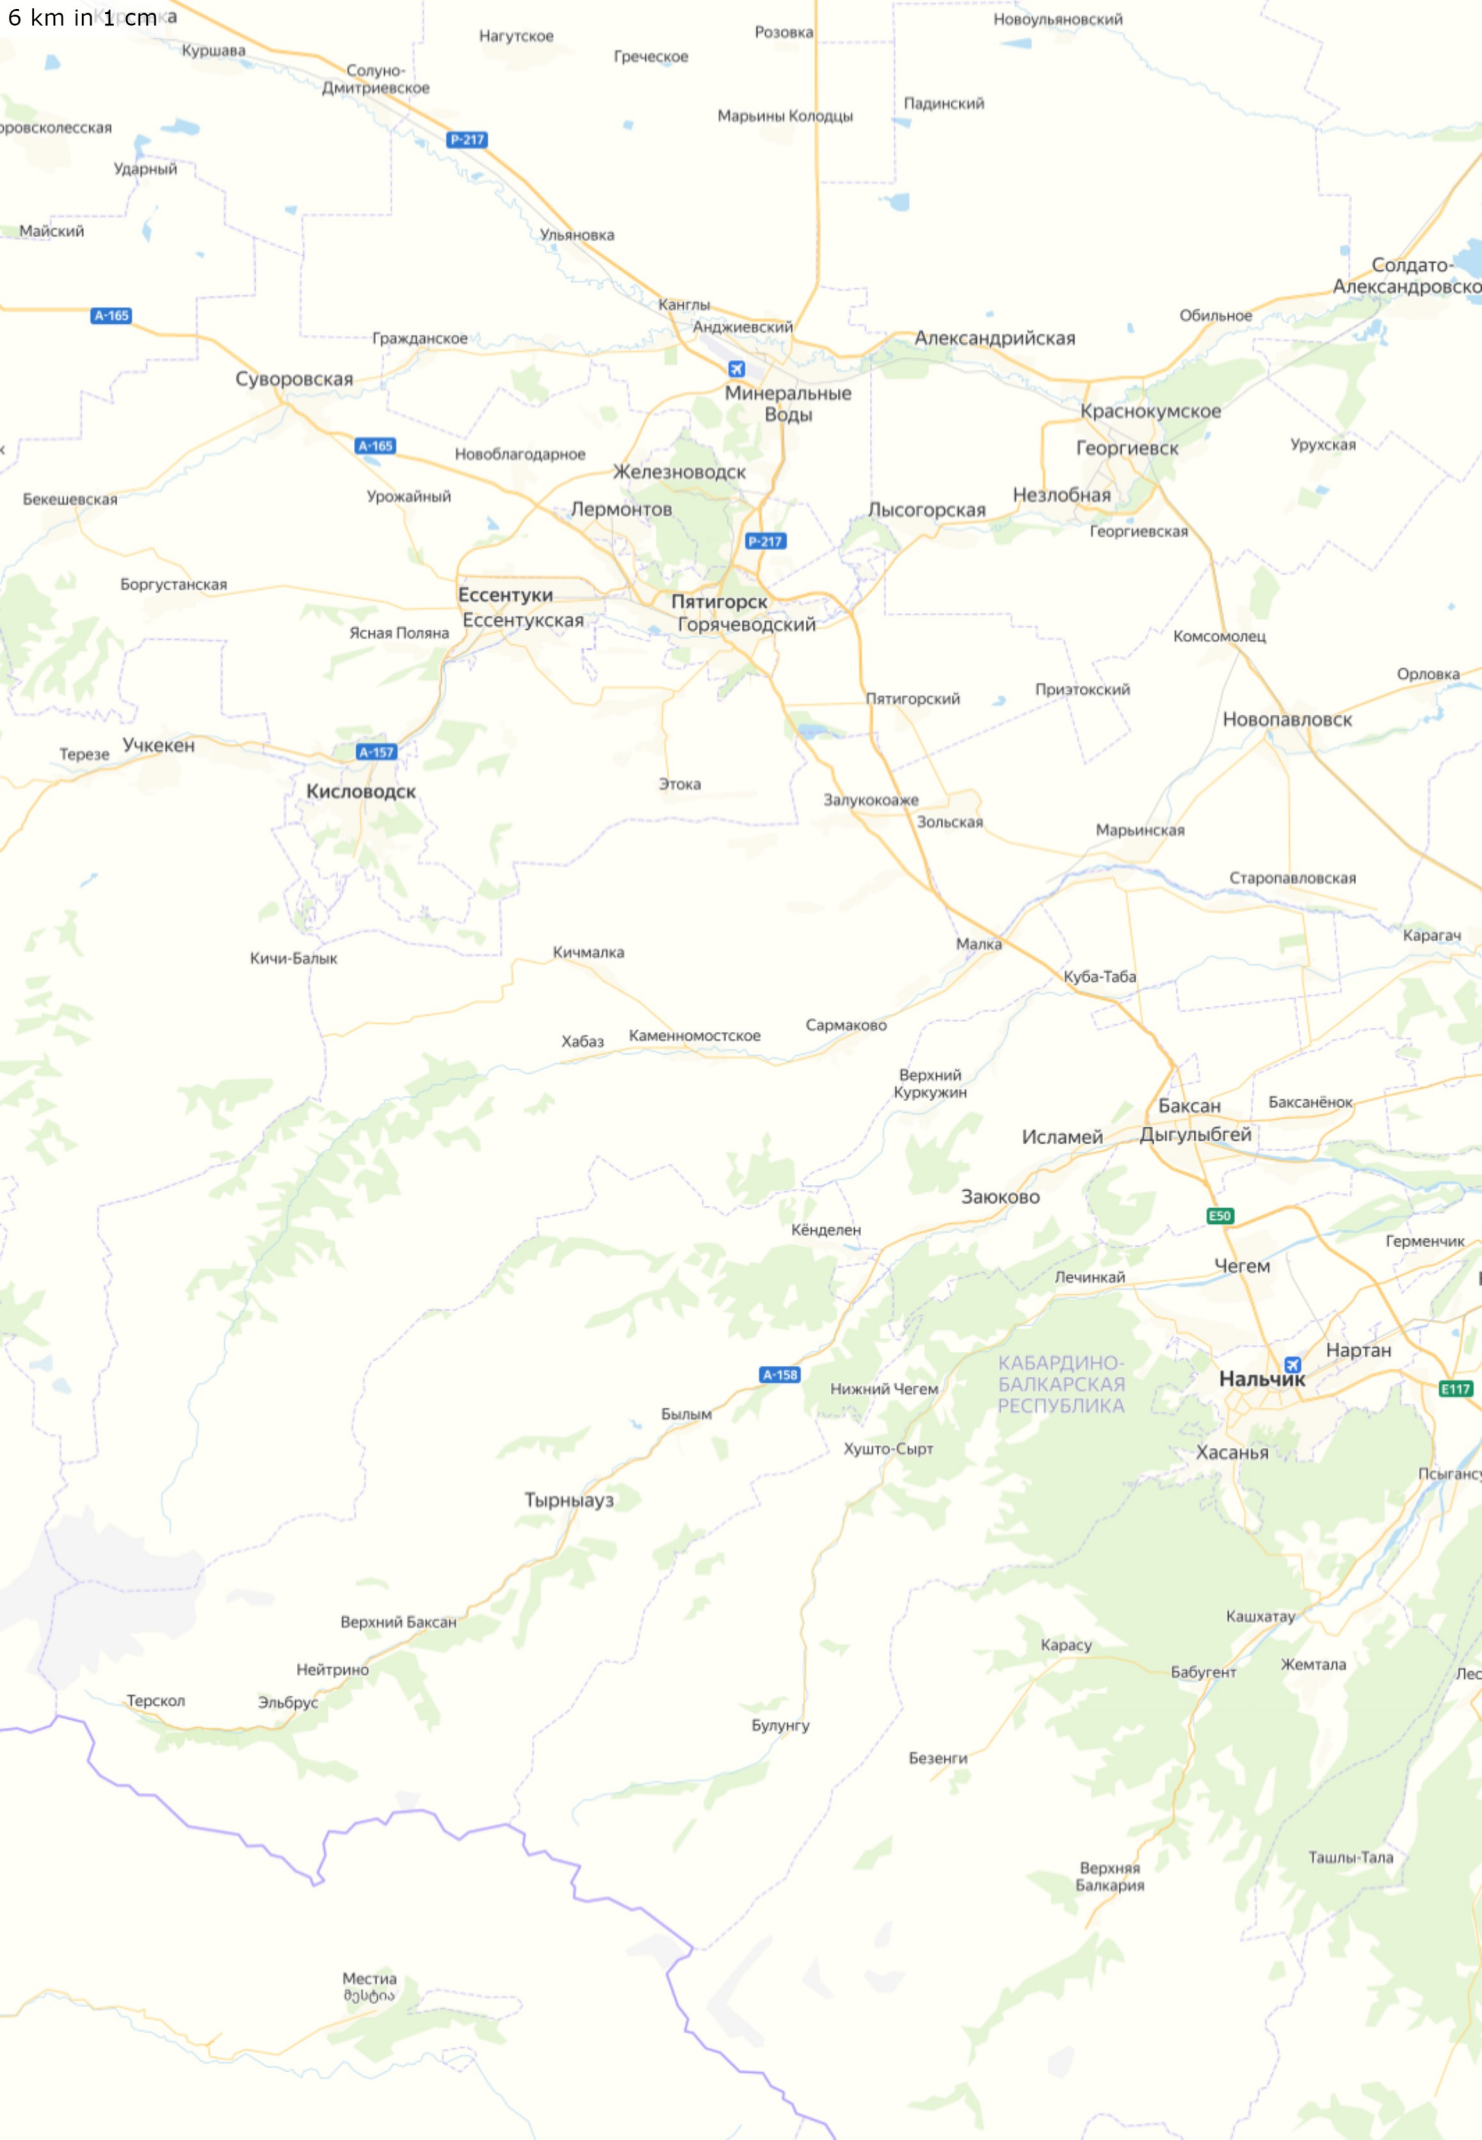 6 km in 1 cm
Новоульяновский
Розовка
Нагутское
Куршава
Греческое
Солуно-
Дмитриевское
Падинский
Марьины Колодцы
Р-217
Ударный
Майский
Ульяновка
Солдато-
Канглы
Обильное
А-165
Анджиевский
Александрийская
Гражданское
Суворовская
Минеральные
Воды
Краснокумское
Георгиевск
Урухская
А-165
Новоблагодарное
Железноводск
Бекешевская
Урожайный
Незлобная
Лермонтов
Лысогорская
Георгиевская
Р-217
Боргустанская
Ессентуки
Пятигорск
Ессентукская
Горячеводский
Ясная Поляна
Комсомолец
Орловка
Приэтокский
Пятигорский
Новопавловск
Учкекен
Терезе
А-157
Этока
Кисловодск
Залукокоаже
Зольская
Марьинская
Старопавловская
Карагач
Малка
Кичмалка
Кичи-Балык
Куба-Таба
Сармаково
Каменномостское
Хабаз
Верхний
Куркужин
Баксан
Баксанёнок
Дыгулыбгей
Исламей
Заюково
Е50
Кёнделен
Герменчик
Чегем
Лечинкай
Нартан
КАБАРДИНО-
БАЛКАРСКАЯ
РЕСПУБЛИКА
А-158
Нальчик
Нижний Чегем
Е117
Былым
Хушто-Сырт
Хасанья
Тырныауз
Кашхатау
Верхний Баксан
Карасу
Жемтала
Бабугент
Нейтрино
Терскол
Эльбрус
Булунгу
Безенги
Ташлы-Тала
Верхняя
Балкария
Местиа
მესტია